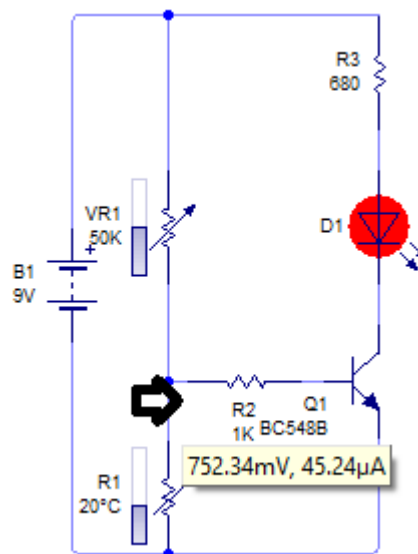 R3
680
VR1
50K
D1
+
B1
9V
R2
1K
Q1
BC548B
752.34mV, 45.24µA
R1
20°C